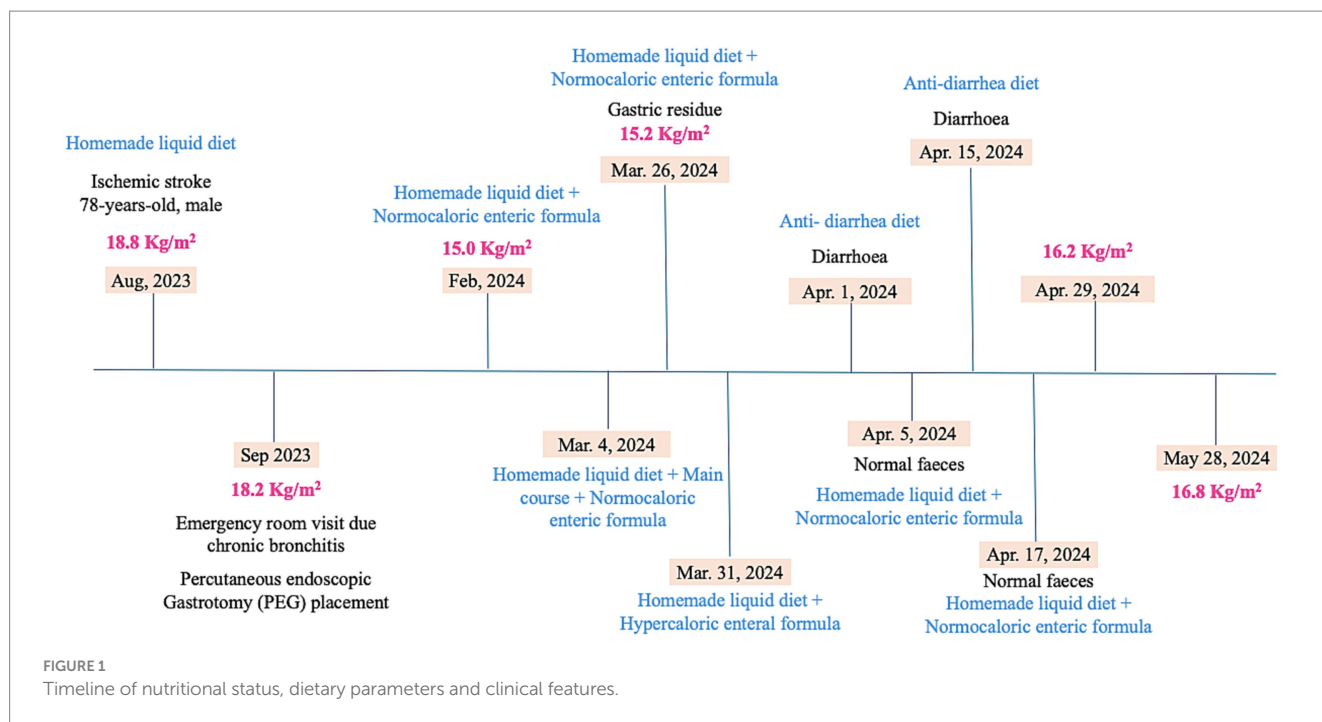 Homemade liquid diet
Ischemic stroke
78-years-old, male
18.8 Kg/m²
Aug, 2023
Sep 2023
18.2 Kg/m²
Emergency room visit due
chronic bronchitis
Percutaneous endoscopic
Gastrotomy (PEG) placement
Homemade liquid diet +
Normocaloric enteric formula
15.0 Kg/m²
Feb, 2024
Mar. 4, 2024
Homemade liquid diet + Main
course + Normocaloric
enteric formula
Homemade liquid diet +
Normocaloric enteric formula
Gastric residue
15.2 Kg/m²
Mar. 26, 2024
Mar. 31, 2024
Homemade liquid diet +
Hypercaloric enteral formula
Anti- diarrhea diet
Diarrhoea
Apr. 1, 2024
Apr. 5, 2024
Normal faeces
Homemade liquid diet +
Normocaloric enteric formula
Anti-diarrhea diet
Diarrhoea
Apr. 15, 2024
Apr. 17, 2024
Normal faeces
Homemade liquid diet +
Normocaloric enteric formula
16.2 Kg/m²
Apr. 29, 2024
May 28, 2024
16.8 Kg/m²
FIGURE 1
Timeline of nutritional status, dietary parameters and clinical features.